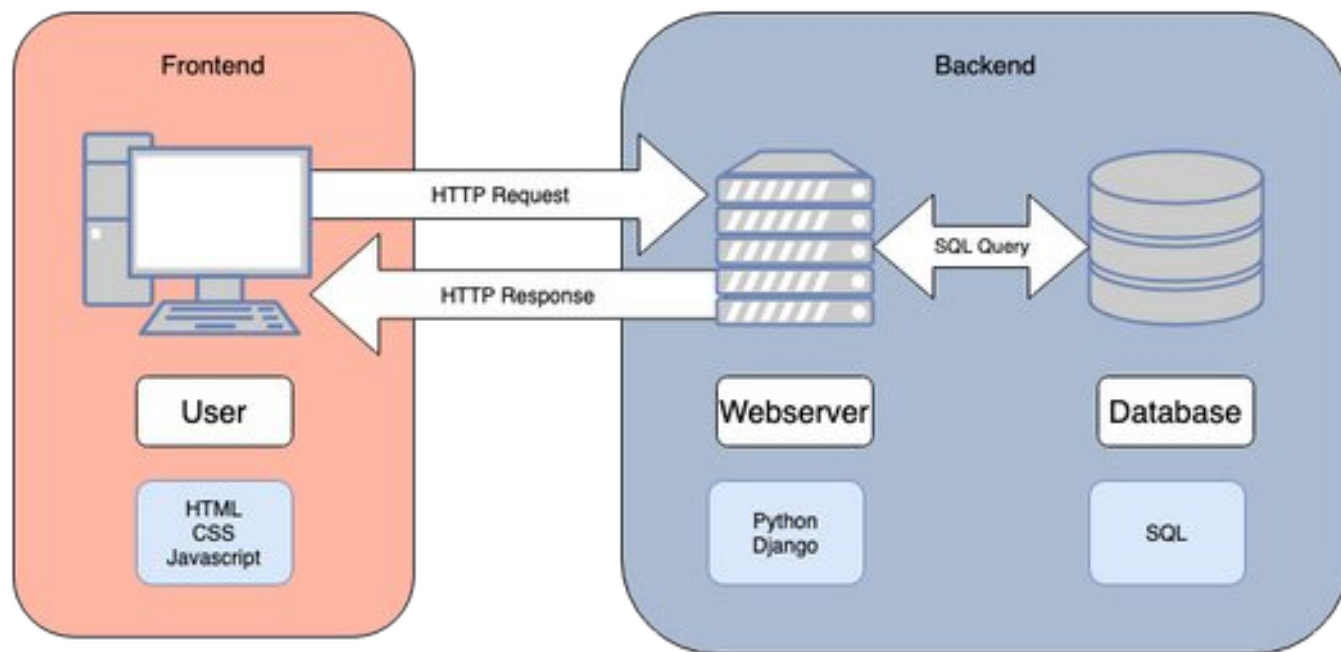 Frontend
Backend
HTTP Request
SQL Query
HTTP Response
User
Webserver
Database
HTML
CSS
Javascript
Python
Django
SQL